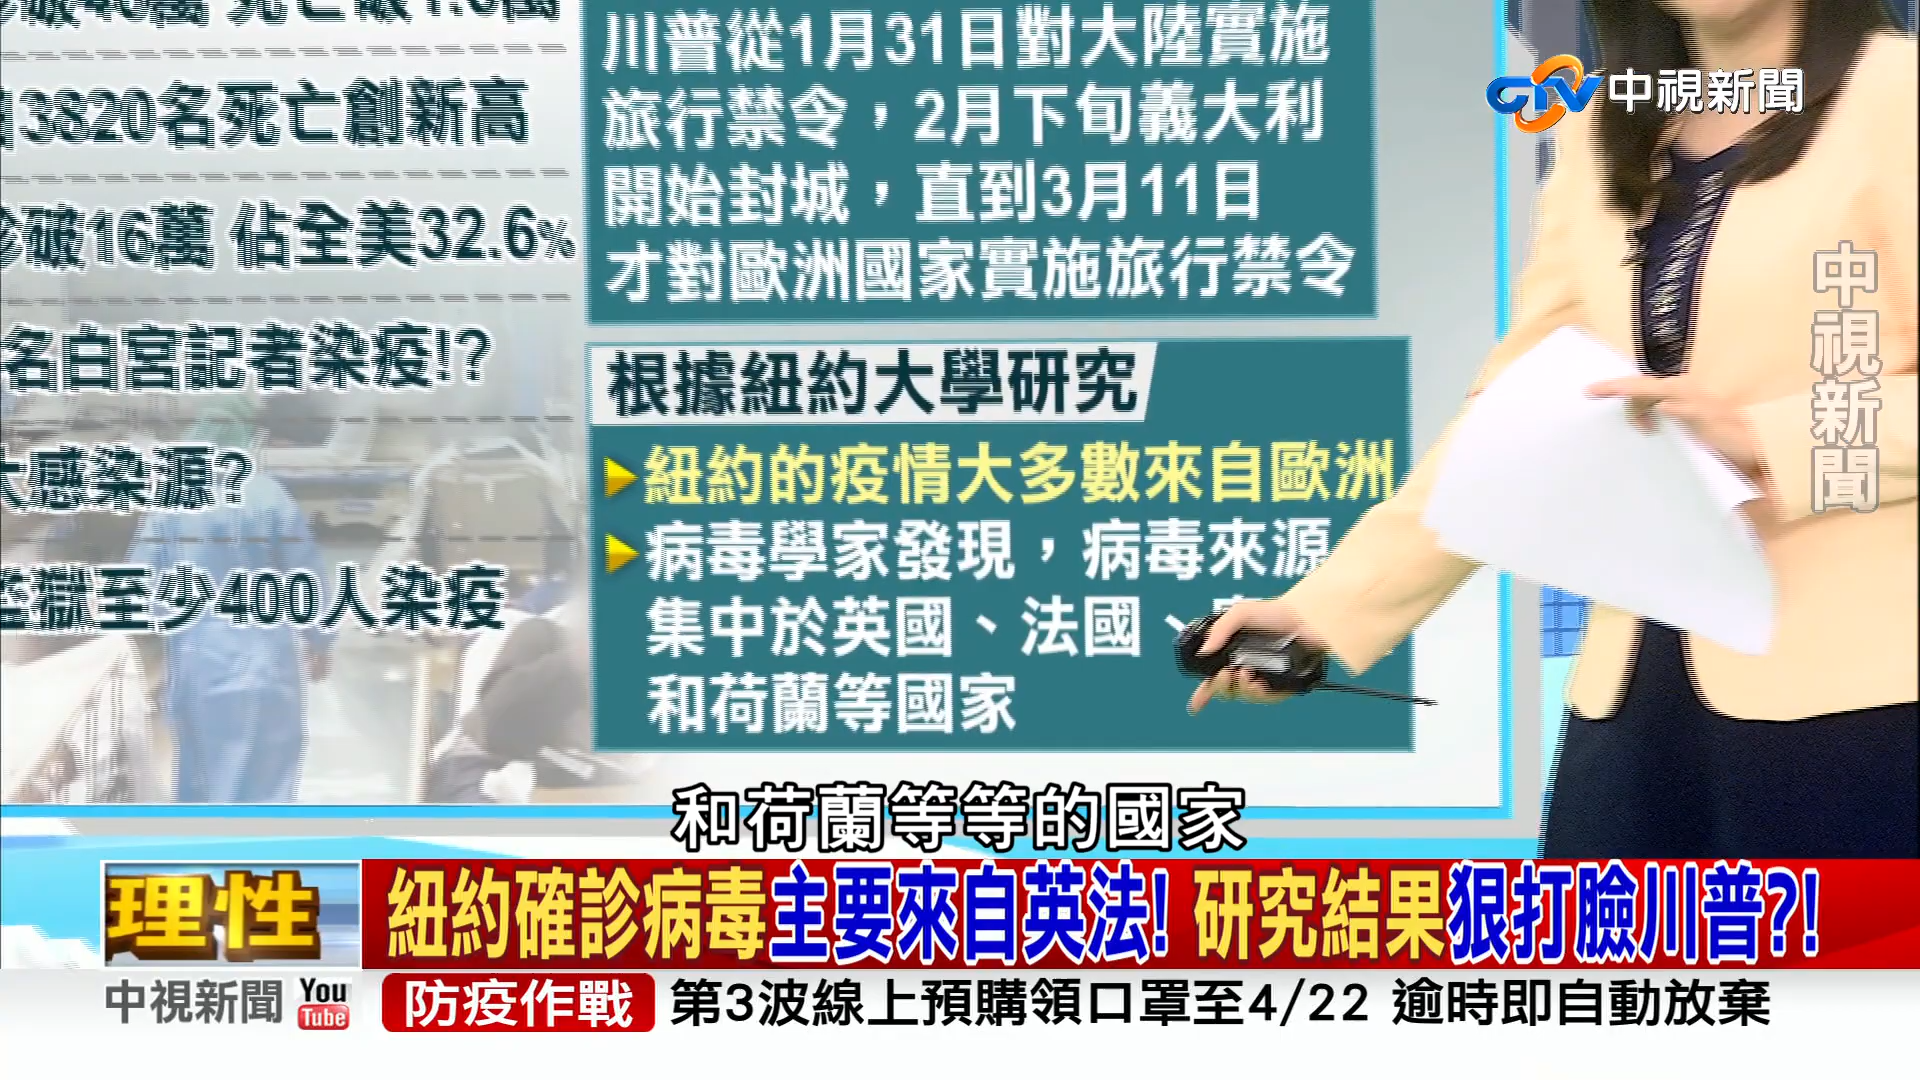 川普從1月31日對大陸實施
旅行禁令，2月下旬義大利
開始封城，直到3月11日
才對歐洲國家實施旅行禁令
3820名死亡創新高
破16萬 佔全美32.6%
名白宮記者染疫!?
感染源?
監獄至少400人染疫
根據紐約大學研究
紐約的疫情大多數來自歐洲
病毒學家發現，病毒來源
集中於英國、法國、
和荷蘭等國家
CTV中視新聞
中視新聞
和荷蘭等等的國家
理性
紐約確診病毒主要來自英法! 研究結果狠打臉川普?!
中視新聞 YouTube
防疫作戰 第3波線上預購領口罩至4/22 逾時即自動放棄